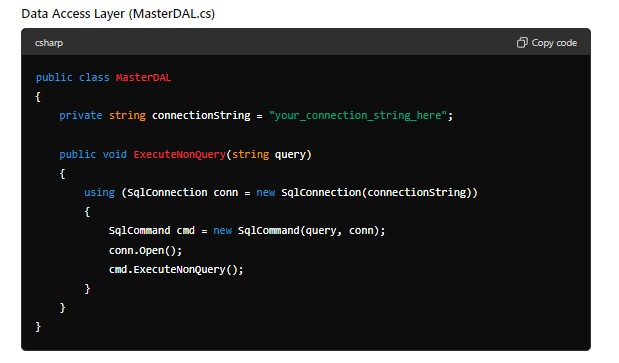 Data Access Layer (MasterDAL.cs)
csharp
Copy code
public class MasterDAL
{
    private string connectionString = "your_connection_string_here";
    public void ExecuteNonQuery(string query)
    {
        using (SqlConnection conn = new SqlConnection(connectionString))
        {
            SqlCommand cmd = new SqlCommand(query, conn);
            conn.Open();
            cmd.ExecuteNonQuery();
        }
    }
}